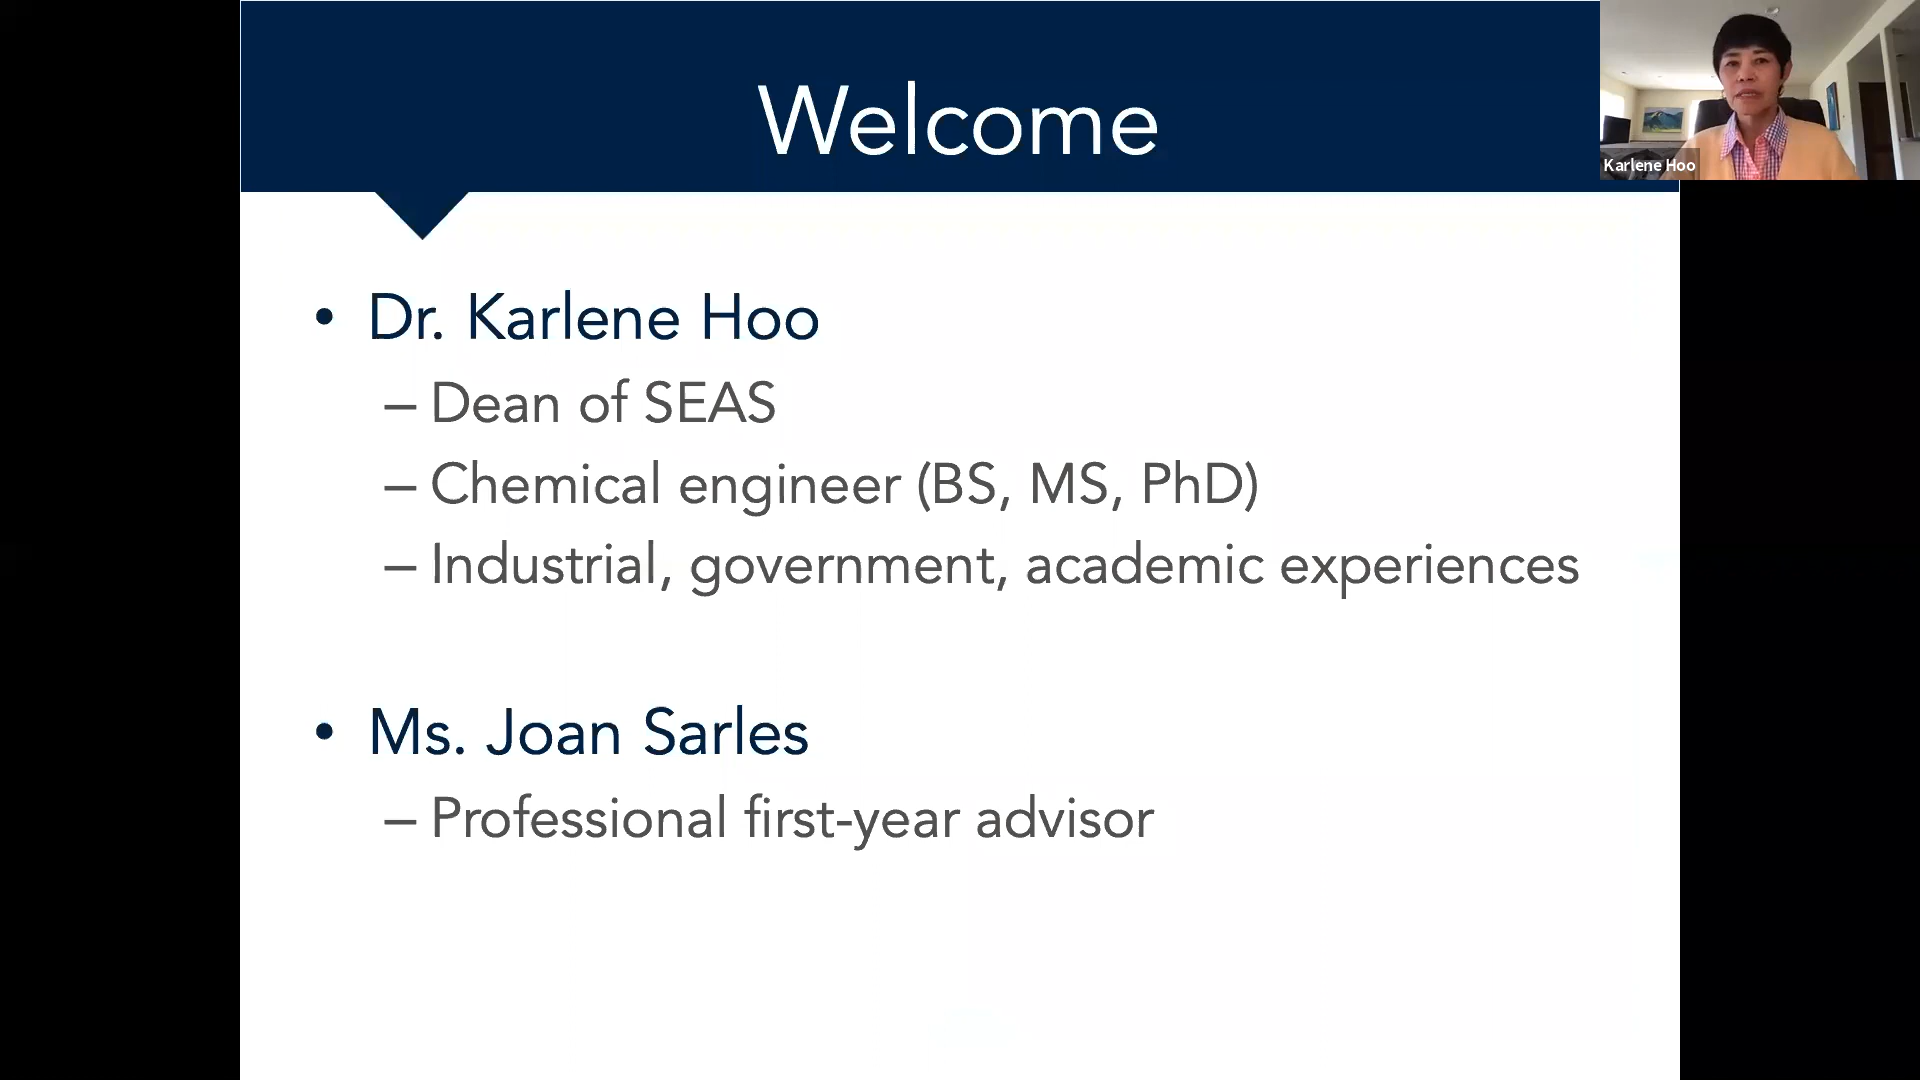 Welcome
Karlene Hoo
• Dr. Karlene Hoo
– Dean of SEAS
– Chemical engineer (BS, MS, PhD)
– Industrial, government, academic experiences
• Ms. Joan Sarles
– Professional first-year advisor